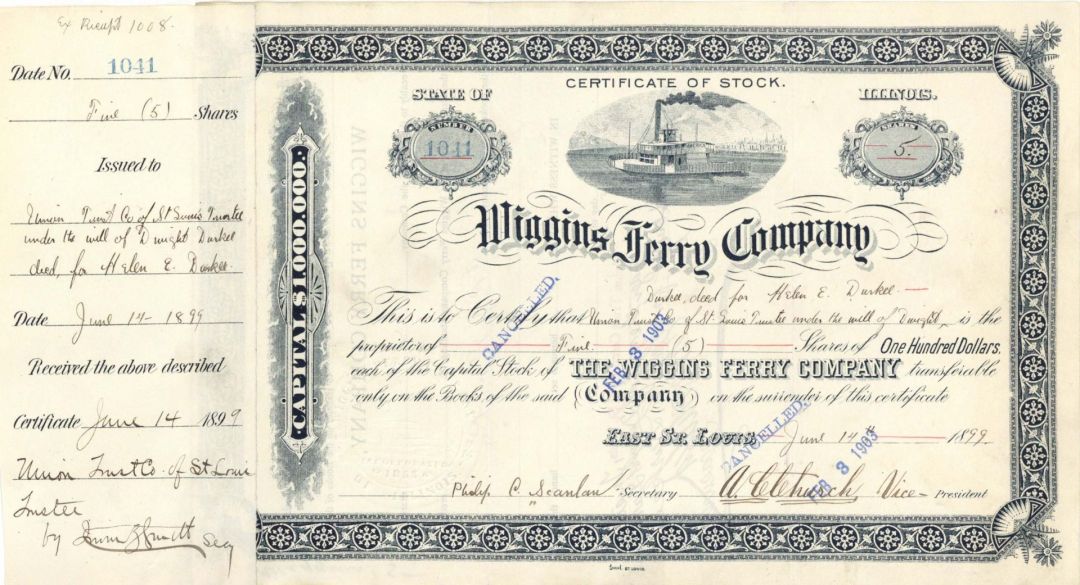 Ex Receipt 1008.
Date No. 1041
Five (5) Shares
Issued to
Union Trust Co of St Louis Trustee
under the will of Dwight Durkee
decd, for Helen E. Durkee.
Date June 14 - 1899
Received the above described
Certificate June 14 1899
Union Trust Co. of St Louis
Trustee
by Secy
CERTIFICATE OF STOCK.
STATE OF ILLINOIS.
NUMBER 1041
SHARES 5.
CAPITAL $1,000,000.
Wiggins Ferry Company
Durkee, decd for Helen E. Durkee
This is to Certify that Union Trust Co of St Louis Trustee under the will of Dwight, is the
proprietor of Five (5) Shares of One Hundred Dollars.
each of the Capital Stock of THE WIGGINS FERRY COMPANY transferable
only on the Books of the said Company on the surrender of this certificate
East St. Louis, June 14th 1899
CANCELLED.
FEB 3 1903
CANCELLED.
FEB 3 1903
Philip C. Scanlan Secretary A. C. Church, Vice - President